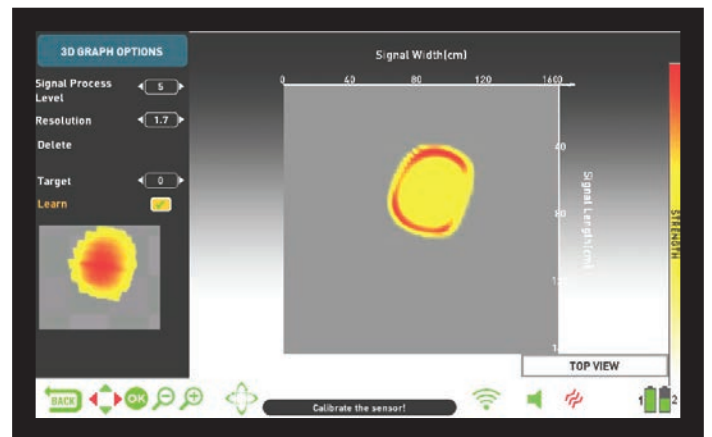 3D GRAPH OPTIONS
Signal Process
Level
5
Resolution
1.7
Delete
Target
0
Learn
Signal Width(cm)
0 40 80 120 160
40
80
Signal Length(cm)
STRENGTH
TOP VIEW
BACK
OK
Calibrate the sensor!
1
2